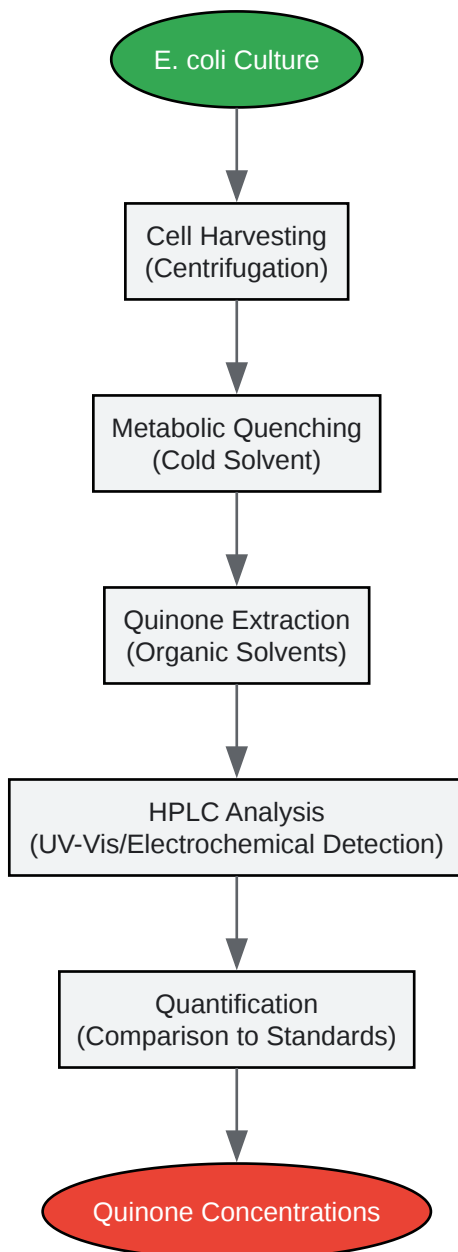 E. coli Culture
Cell Harvesting
(Centrifugation)
Metabolic Quenching
(Cold Solvent)
Quinone Extraction
(Organic Solvents)
HPLC Analysis
(UV-Vis/Electrochemical Detection)
Quantification
(Comparison to Standards)
Quinone Concentrations